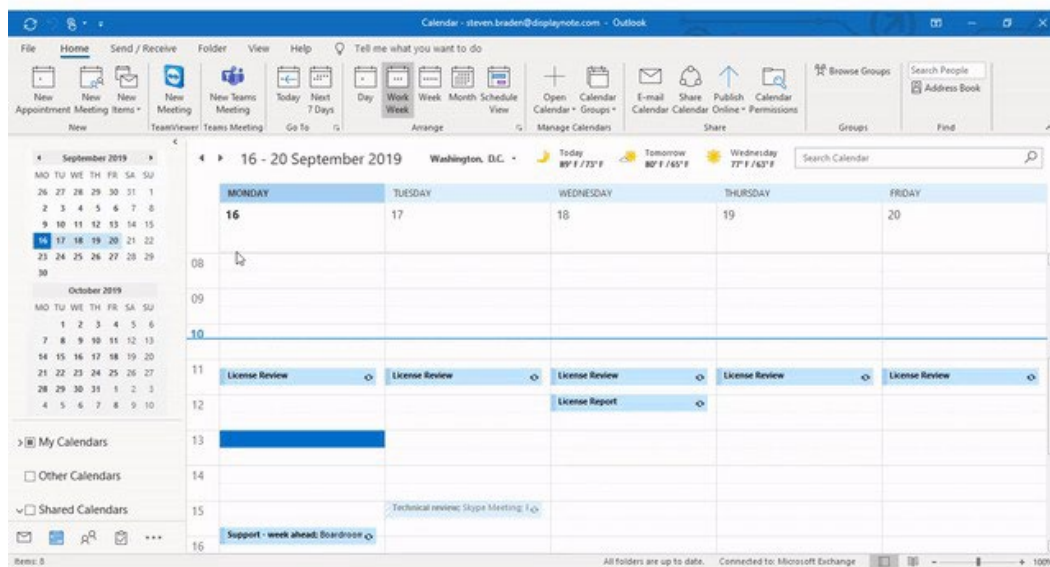 Calendar - steven.braden@displaynote.com - Outlook
File Home Send / Receive Folder View Help Tell me what you want to do
New Appointment
New Meeting
New Items
New Meeting
New Teams Meeting
Today
Next 7 Days
Day
Work Week
Week
Month
Schedule View
Open Calendar
Calendar Groups
E-mail Calendar
Share Calendar
Publish Online
Calendar Permissions
Browse Groups
Search People
Address Book
New TeamViewer Teams Meeting Go To Arrange Manage Calendars Share Groups Find
September 2019
MO TU WE TH FR SA SU
26 27 28 29 30 31 1
2 3 4 5 6 7 8
9 10 11 12 13 14 15
16 17 18 19 20 21 22
23 24 25 26 27 28 29
30
October 2019
MO TU WE TH FR SA SU
1 2 3 4 5 6
7 8 9 10 11 12 13
14 15 16 17 18 19 20
21 22 23 24 25 26 27
28 29 30 31 1 2 3
4 5 6 7 8 9 10
My Calendars
Other Calendars
Shared Calendars
16 - 20 September 2019 Washington, D.C.
Today
89° F / 73° F
Tomorrow
80° F / 65° F
Wednesday
77° F / 63° F
Search Calendar
MONDAY TUESDAY WEDNESDAY THURSDAY FRIDAY
16 17 18 19 20
08
09
10
11
License Review License Review License Review License Review License Review
12
License Report
13
14
15
Technical review; Skype Meeting;
Support - week ahead; Boardroom
16
Items: 8
All folders are up to date. Connected to: Microsoft Exchange 100%